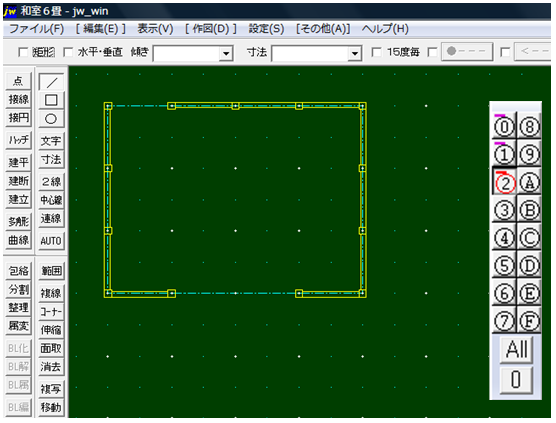 jw 和室6畳 - jw_win
ファイル(F) [ 編集(E) ] 表示(V) [ 作図(D) ] 設定(S) [その他(A)] ヘルプ(H)
矩形 水平・垂直 傾き 寸法 15度毎 ●--- <--
点 ／
接線 □
接円 ○
ハッチ 文字
建平 寸法
建断 2線
建立 中心線
多角形 連線
曲線 AUTO
包絡 範囲
分割 複線
整理 コーナー
属変 伸縮
BL化 面取
BL解 消去
BL属 複写
BL編 移動
0 8
1 9
2 A
3 B
4 C
5 D
6 E
7 F
All
0